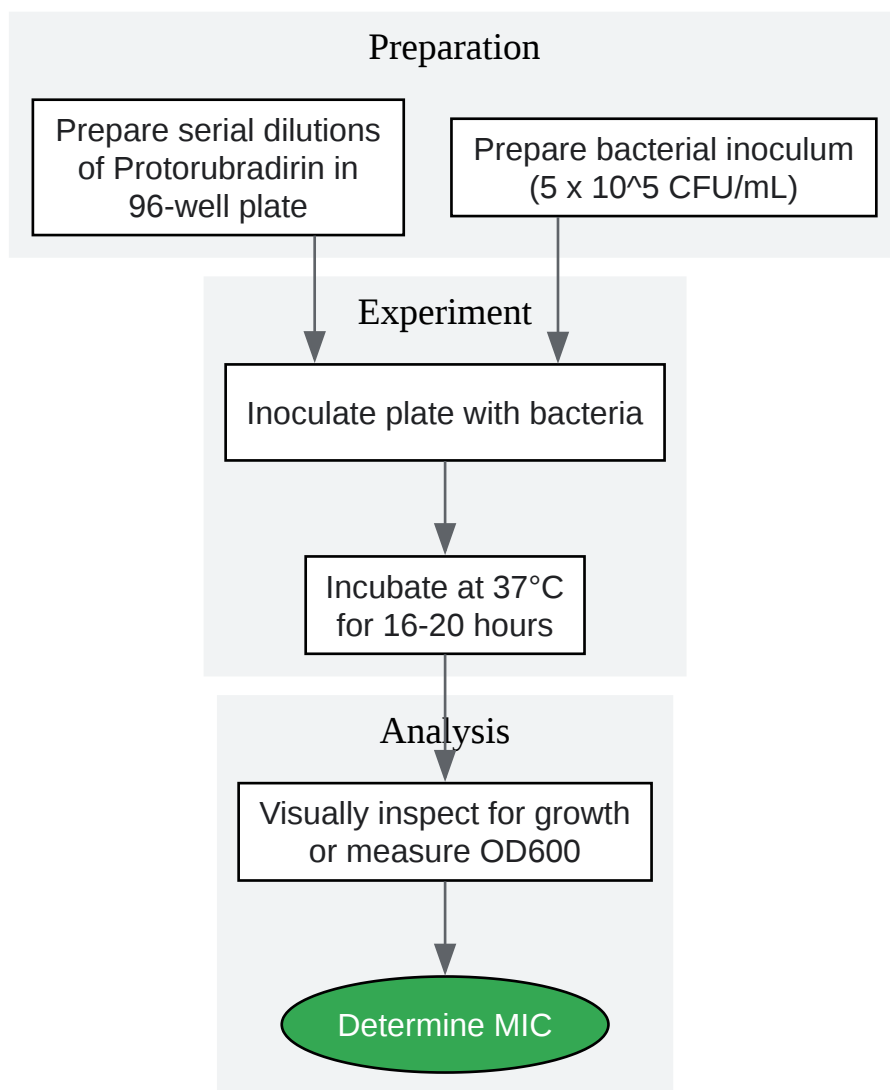 Preparation
Prepare serial dilutions
of Protorubradirin in
96-well plate
Prepare bacterial inoculum
(5 x 10^5 CFU/mL)
Experiment
Inoculate plate with bacteria
Incubate at 37°C
for 16-20 hours
Analysis
Visually inspect for growth
or measure OD600
Determine MIC